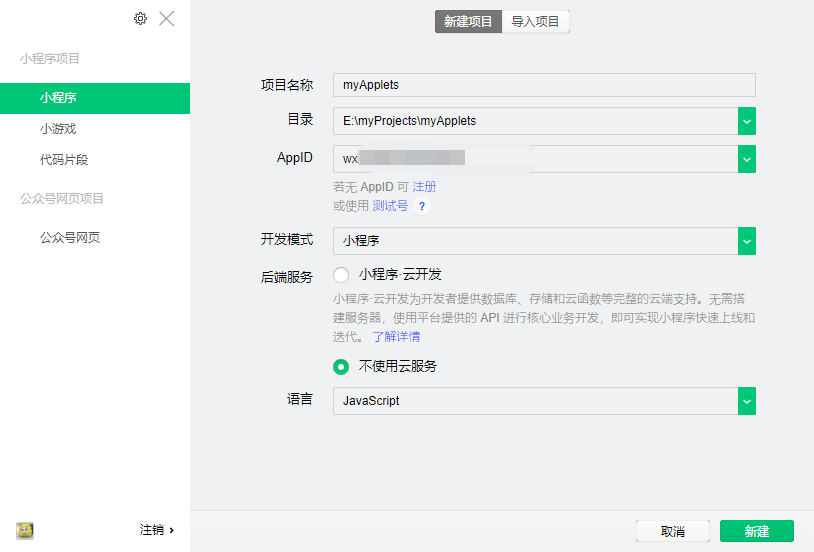 小程序项目
小程序
小游戏
代码片段
公众号网页项目
公众号网页
注销
新建项目 导入项目
项目名称 myApplets
目录 E:\myProjects\myApplets
AppID wx
若无 AppID 可 注册
或使用 测试号 ?
开发模式 小程序
后端服务 小程序·云开发
小程序·云开发为开发者提供数据库、存储和云函数等完整的云端支持。无需搭
建服务器，使用平台提供的 API 进行核心业务开发，即可实现小程序快速上线和
迭代。 了解详情
不使用云服务
语言 JavaScript
取消 新建